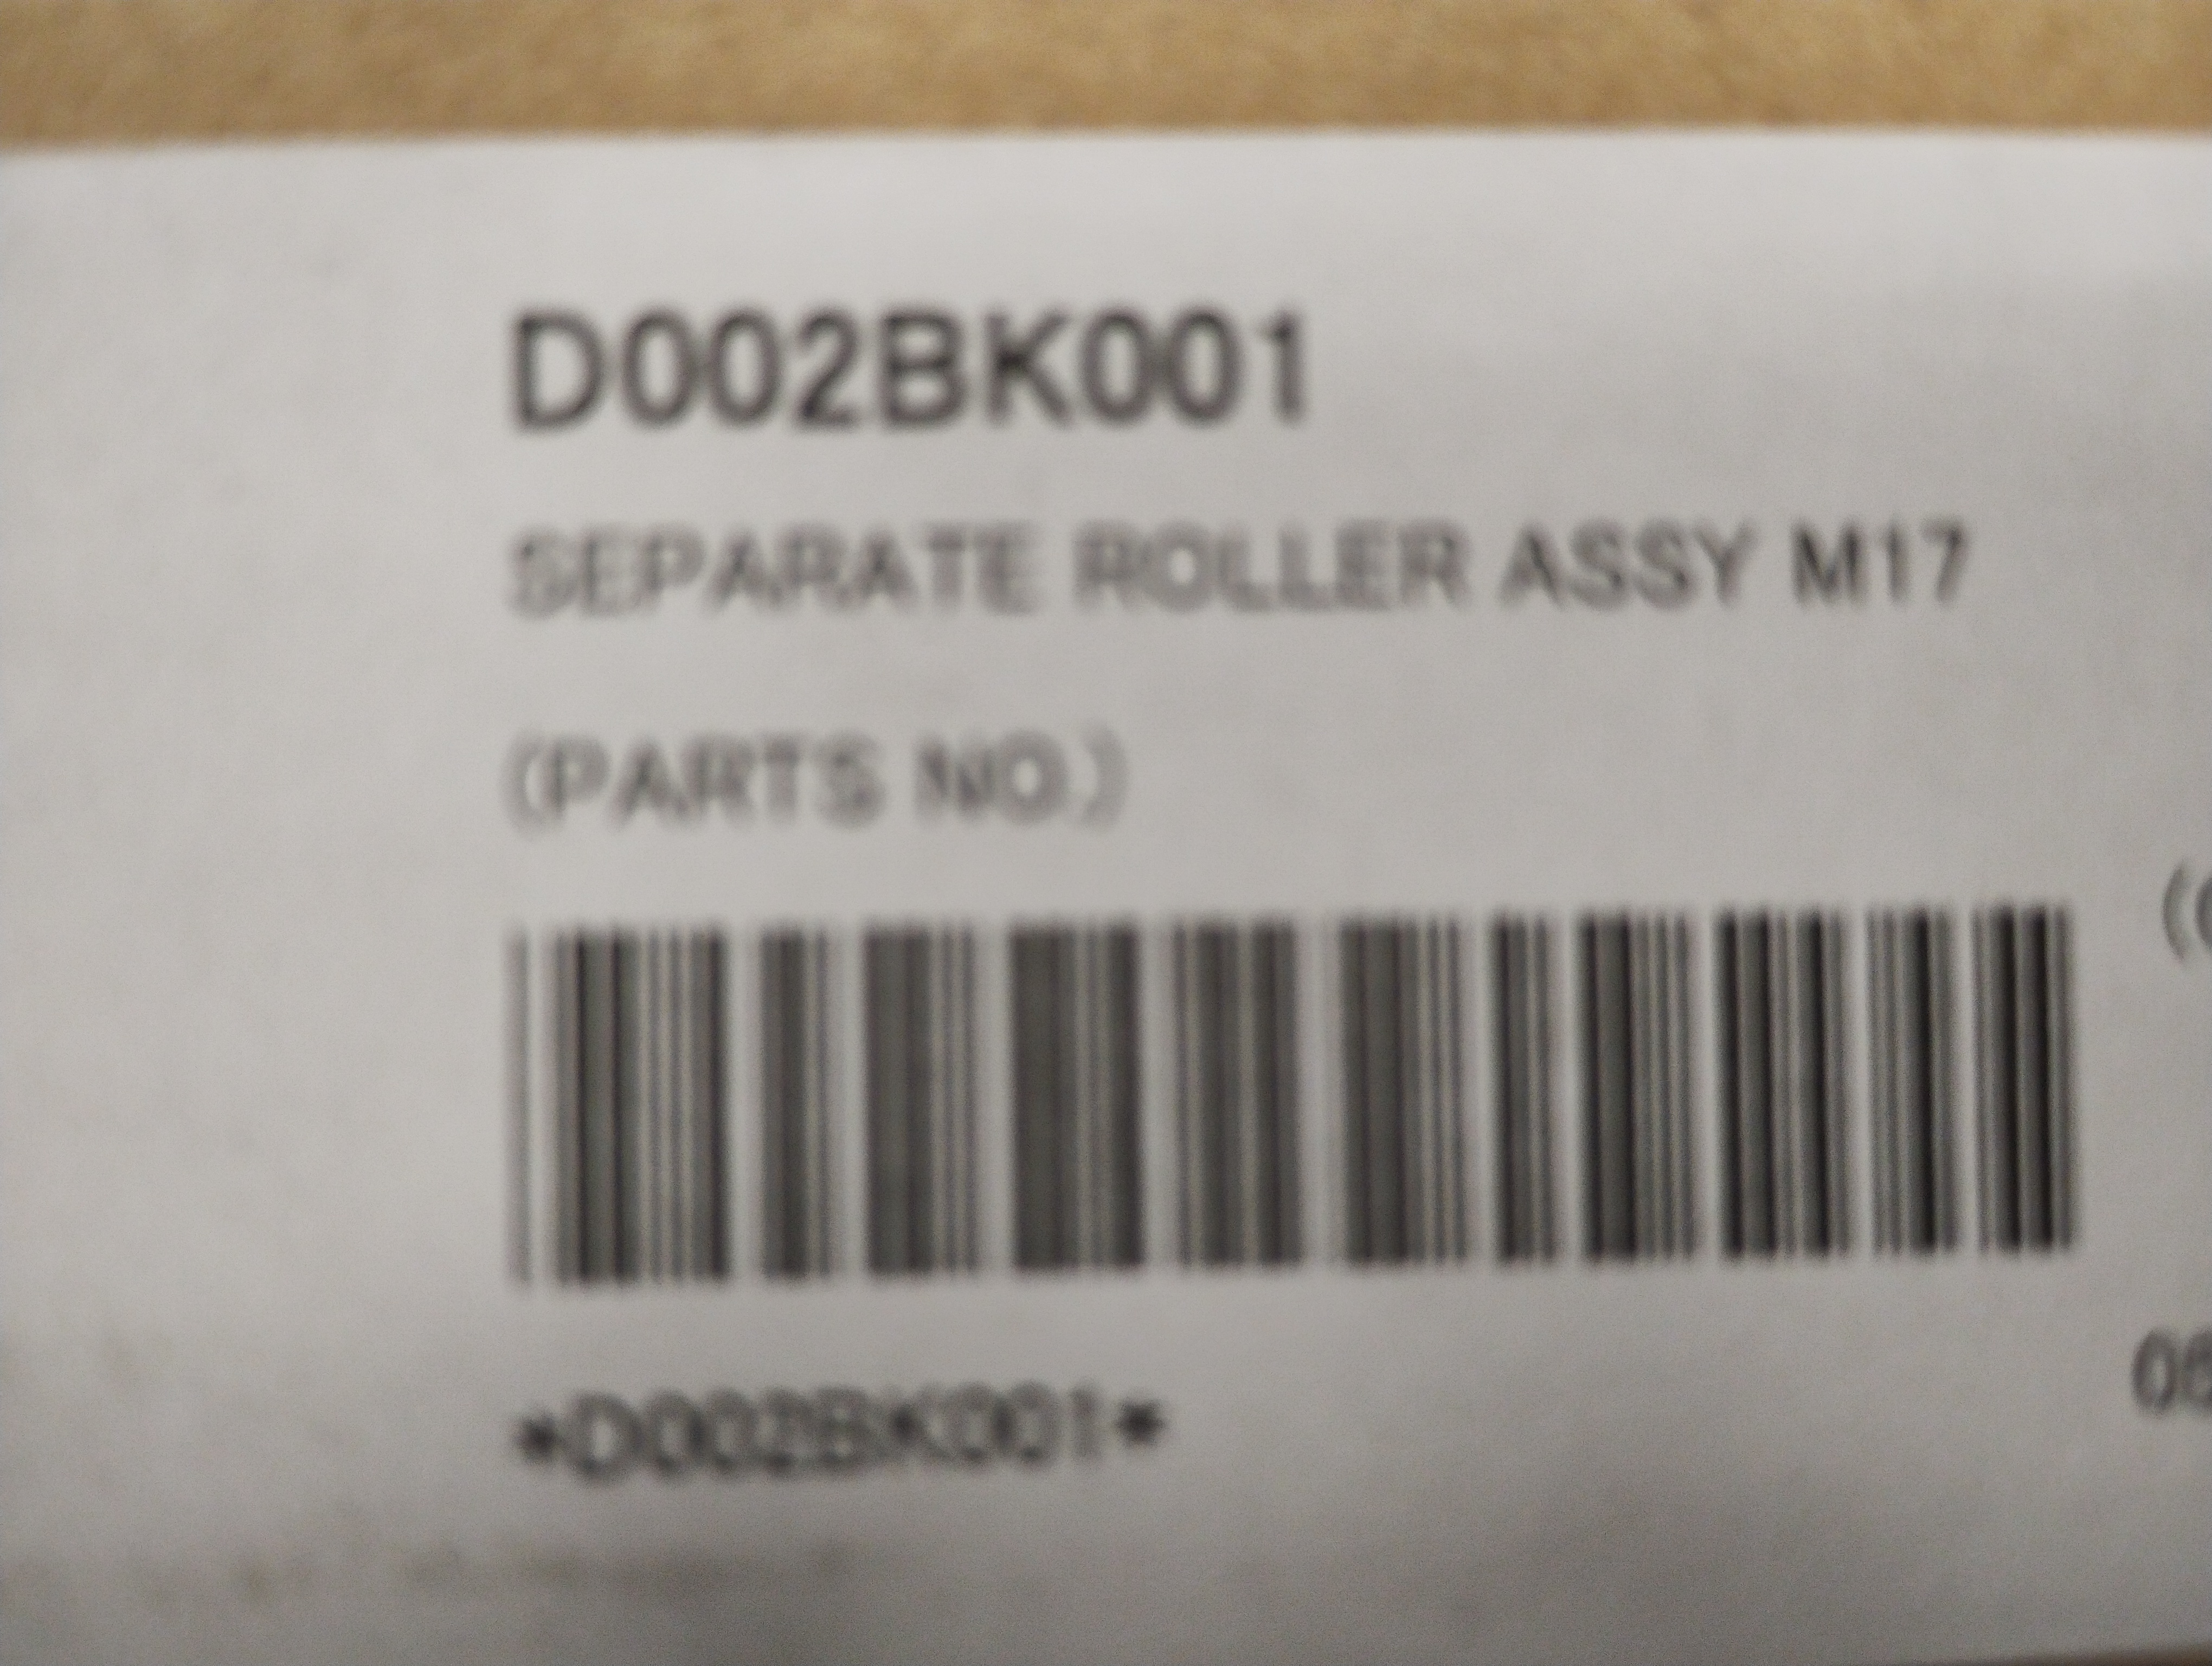 D002BK001
SEPARATE ROLLER ASSY M17
(PARTS NO.)
*D002BK001*